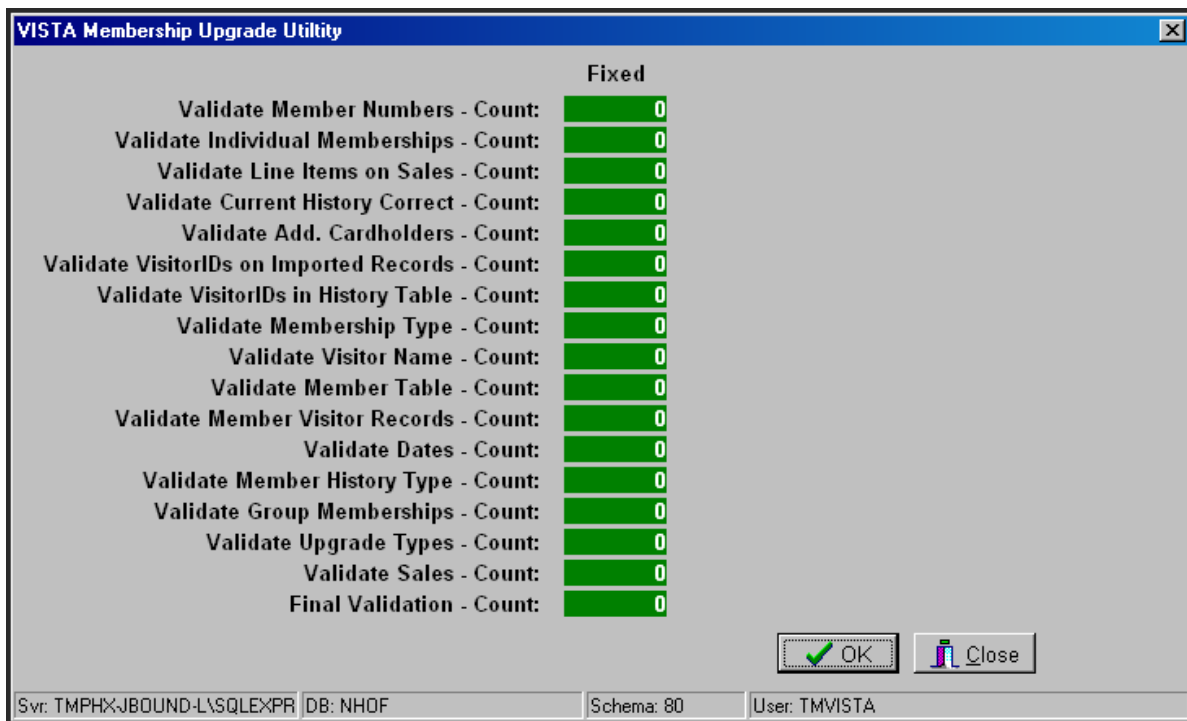 VISTA Membership Upgrade Utiltity
Fixed
Validate Member Numbers - Count: 0
Validate Individual Memberships - Count: 0
Validate Line Items on Sales - Count: 0
Validate Current History Correct - Count: 0
Validate Add. Cardholders - Count: 0
Validate VisitorIDs on Imported Records - Count: 0
Validate VisitorIDs in History Table - Count: 0
Validate Membership Type - Count: 0
Validate Visitor Name - Count: 0
Validate Member Table - Count: 0
Validate Member Visitor Records - Count: 0
Validate Dates - Count: 0
Validate Member History Type - Count: 0
Validate Group Memberships - Count: 0
Validate Upgrade Types - Count: 0
Validate Sales - Count: 0
Final Validation - Count: 0
OK Close
Svr: TMPHX-JBOUND-L\SQLEXPR DB: NHOF Schema: 80 User: TMVISTA